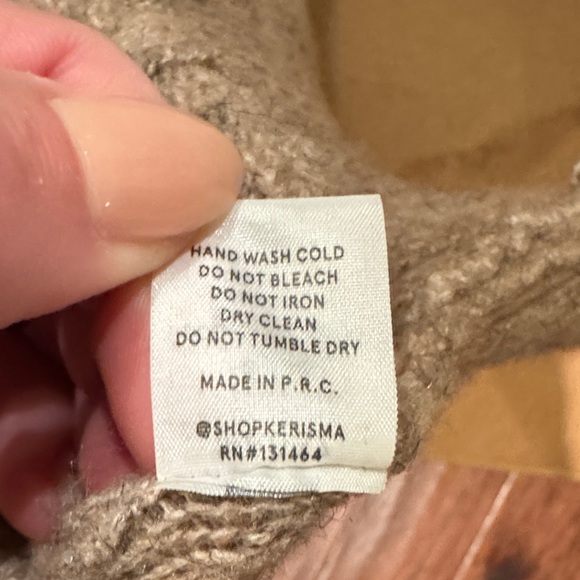 HAND WASH COLD
DO NOT BLEACH
DO NOT IRON
DRY CLEAN
DO NOT TUMBLE DRY
MADE IN P.R.C.
@SHOPKERISMA
RN#131464